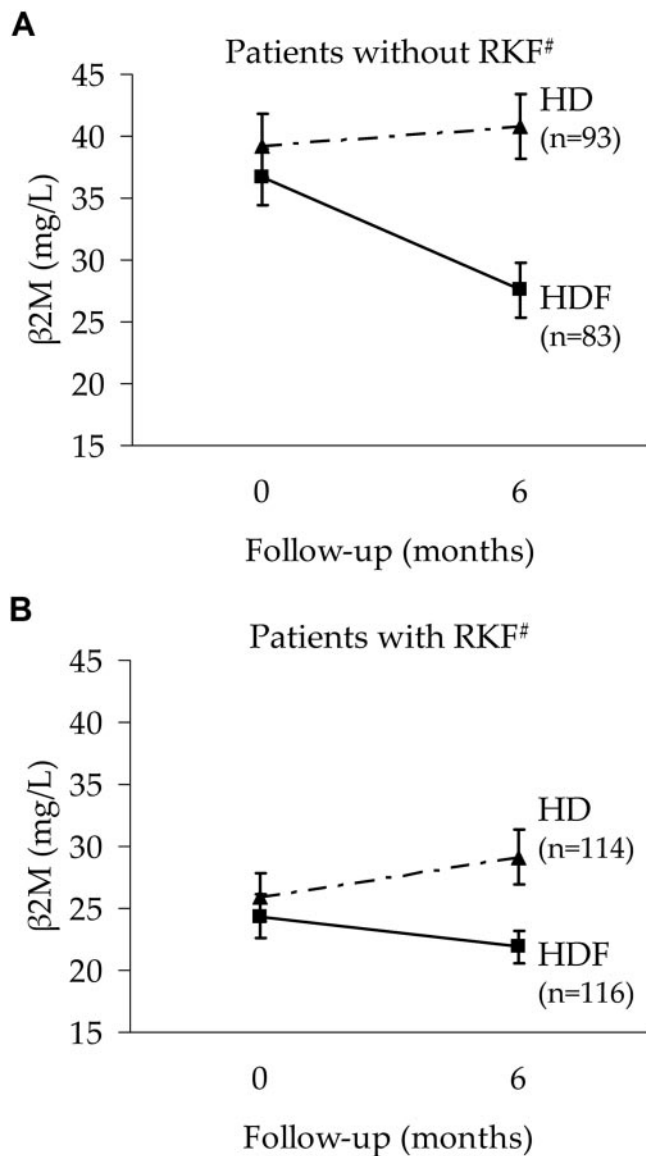 A
Patients without RKF#
β2M (mg/L)
45
40
35
30
25
20
15
HD
(n=93)
HDF
(n=83)
0 6
Follow-up (months)
B
Patients with RKF#
β2M (mg/L)
45
40
35
30
25
20
15
HD
(n=114)
HDF
(n=116)
0 6
Follow-up (months)